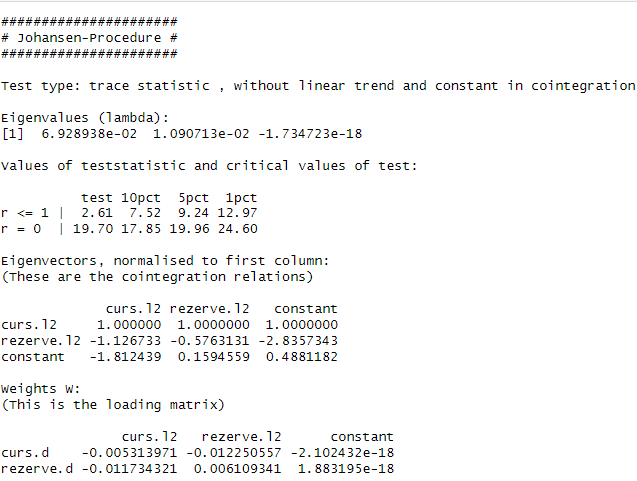 ######################
# Johansen-Procedure #
######################
Test type: trace statistic , without linear trend and constant in cointegration
Eigenvalues (lambda):
[1]  6.928938e-02  1.090713e-02 -1.734723e-18
Values of teststatistic and critical values of test:
          test 10pct  5pct  1pct
r <= 1 |  2.61  7.52  9.24 12.97
r = 0  | 19.70 17.85 19.96 24.60
Eigenvectors, normalised to first column:
(These are the cointegration relations)
             curs.l2 rezerve.l2   constant
curs.l2     1.000000  1.0000000  1.0000000
rezerve.l2 -1.126733 -0.5763131 -2.8357343
constant   -1.812439  0.1594559  0.4881182
Weights W:
(This is the loading matrix)
               curs.l2   rezerve.l2      constant
curs.d    -0.005313971 -0.012250557 -2.102432e-18
rezerve.d -0.011734321  0.006109341  1.883195e-18